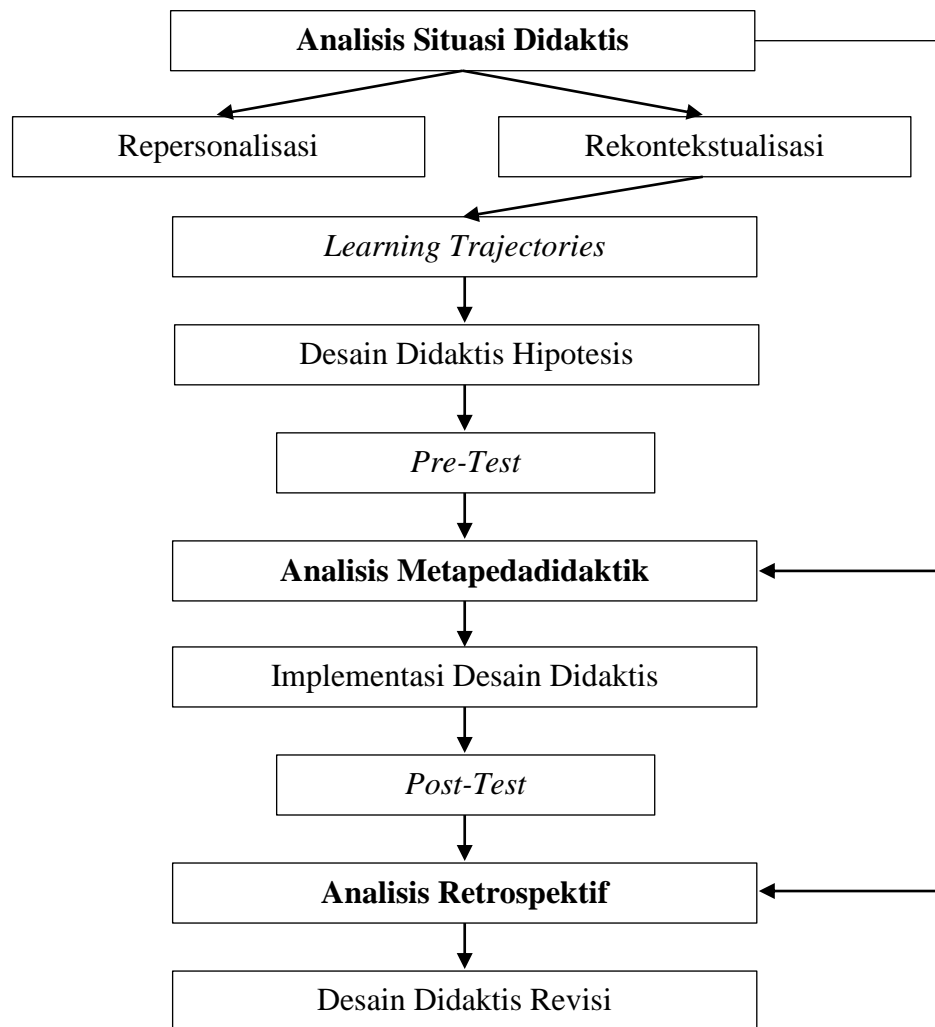 Analisis Situasi Didaktis
Repersonalisasi
Rekontekstualisasi
Learning Trajectories
Desain Didaktis Hipotesis
Pre-Test
Analisis Metapedadidaktik
Implementasi Desain Didaktis
Post-Test
Analisis Retrospektif
Desain Didaktis Revisi